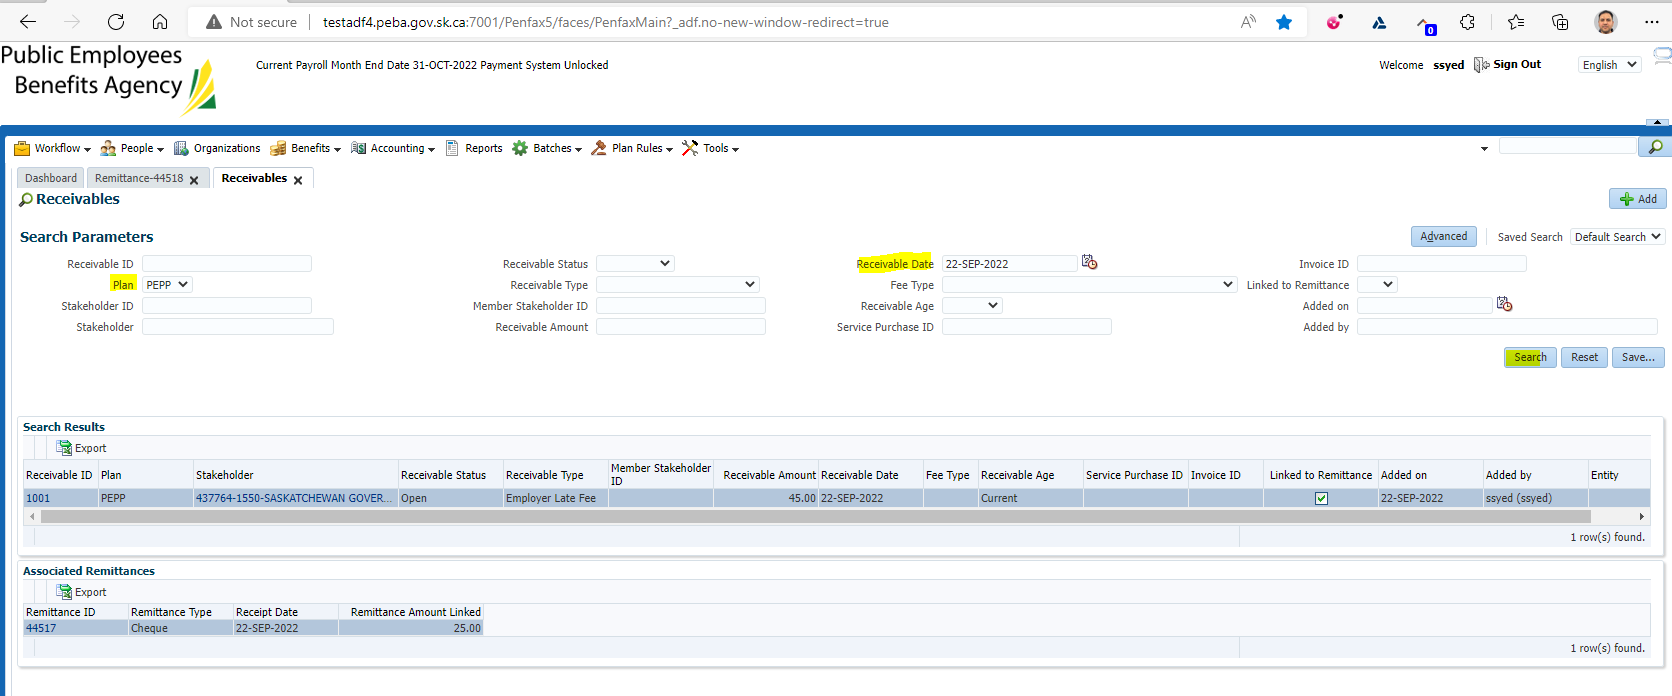 Not secure testadf4.peba.gov.sk.ca:7001/Penfax5/faces/PenfaxMain?_adf.no-new-window-redirect=true
0
Public Employees
Benefits Agency
Current Payroll Month End Date 31-OCT-2022 Payment System Unlocked
Welcome ssyed Sign Out English
Workflow People Organizations Benefits Accounting Reports Batches Plan Rules Tools
Dashboard Remittance-44518 Receivables
Receivables
Add
Search Parameters
Advanced Saved Search Default Search
Receivable ID Receivable Status Receivable Date 22-SEP-2022 Invoice ID
Plan PEPP Receivable Type Fee Type Linked to Remittance
Stakeholder ID Member Stakeholder ID Receivable Age Added on
Stakeholder Receivable Amount Service Purchase ID Added by
Search Reset Save...
Search Results
Export
Receivable ID Plan Stakeholder Receivable Status Receivable Type Member Stakeholder ID Receivable Amount Receivable Date Fee Type Receivable Age Service Purchase ID Invoice ID Linked to Remittance Added on Added by Entity
1001 PEPP 437764-1550-SASKATCHEWAN GOVER... Open Employer Late Fee 45.00 22-SEP-2022 Current 22-SEP-2022 ssyed (ssyed)
1 row(s) found.
Associated Remittances
Export
Remittance ID Remittance Type Receipt Date Remittance Amount Linked
44517 Cheque 22-SEP-2022 25.00
1 row(s) found.